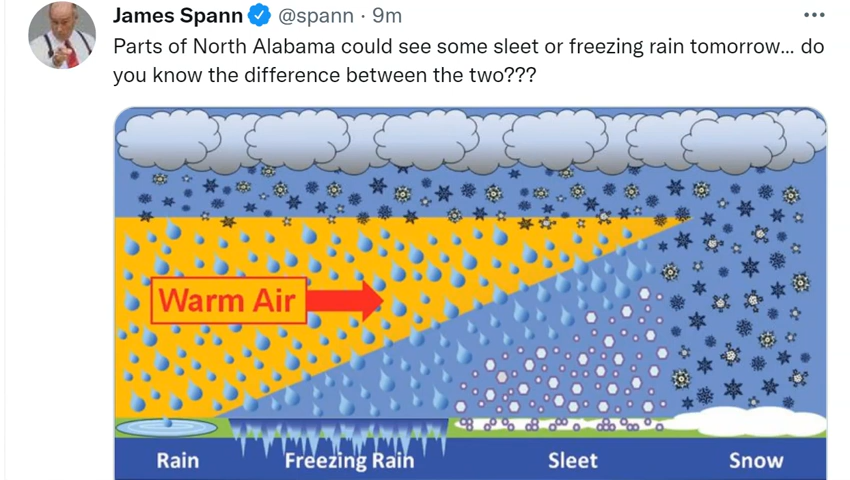 James Spann @spann · 9m
Parts of North Alabama could see some sleet or freezing rain tomorrow... do
you know the difference between the two???
Warm Air
Rain Freezing Rain Sleet Snow